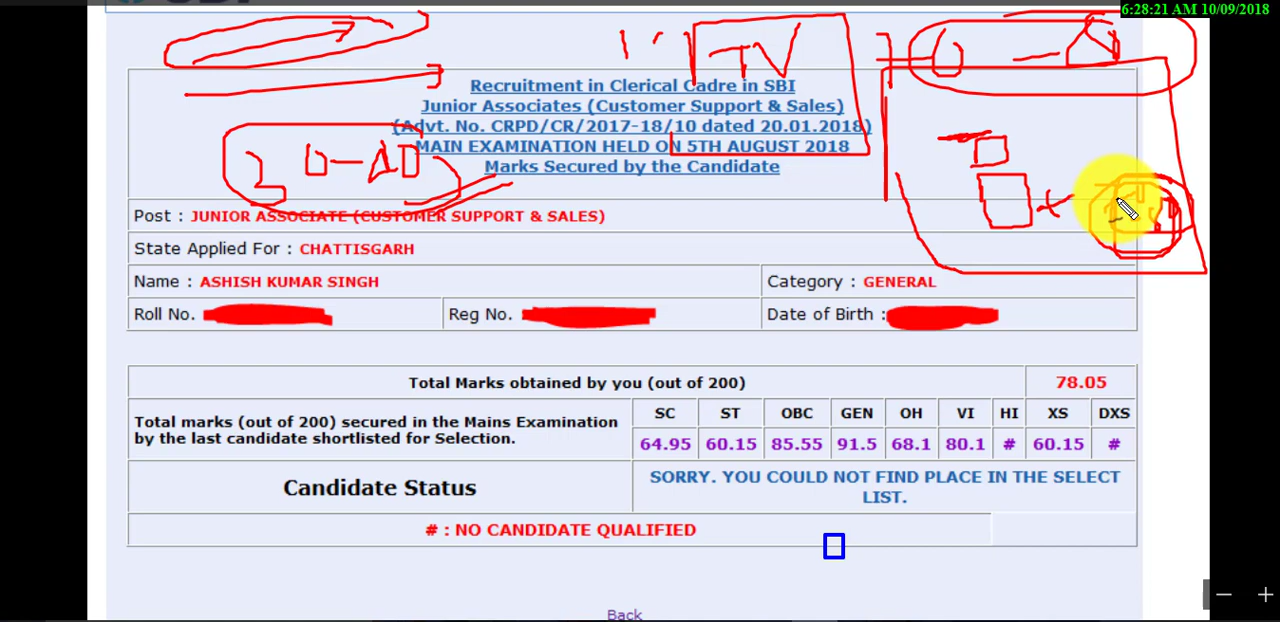 6:28:21 AM 10/09/2018
TV
Recruitment in Clerical Cadre in SBI
Junior Associates (Customer Support & Sales)
(Advt. No. CRPD/CR/2017-18/10 dated 20.01.2018)
MAIN EXAMINATION HELD ON 5TH AUGUST 2018
Marks Secured by the Candidate
Post : JUNIOR ASSOCIATE (CUSTOMER SUPPORT & SALES)
State Applied For : CHATTISGARH
Name : ASHISH KUMAR SINGH Category : GENERAL
Roll No. Reg No. Date of Birth :
Total Marks obtained by you (out of 200) 78.05
Total marks (out of 200) secured in the Mains Examination by the last candidate shortlisted for Selection. SC ST OBC GEN OH VI HI XS DXS
64.95 60.15 85.55 91.5 68.1 80.1 # 60.15 #
Candidate Status SORRY. YOU COULD NOT FIND PLACE IN THE SELECT
LIST.
# : NO CANDIDATE QUALIFIED
Back